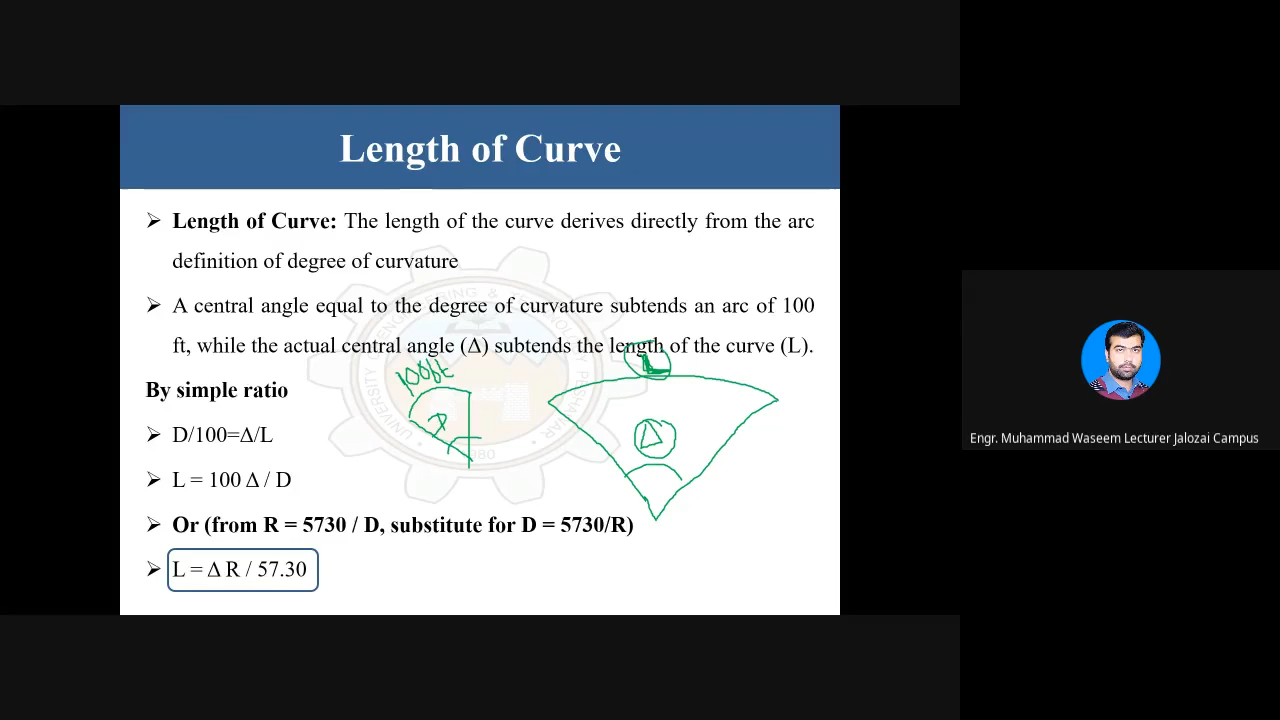 Length of Curve
➢ Length of Curve: The length of the curve derives directly from the arc
definition of degree of curvature
➢ A central angle equal to the degree of curvature subtends an arc of 100
ft, while the actual central angle (Δ) subtends the length of the curve (L).
L
100ft
By simple ratio
D
Δ
➢ D/100=Δ/L
➢ L = 100 Δ / D
➢ Or (from R = 5730 / D, substitute for D = 5730/R)
➢ L = Δ R / 57.30
Engr. Muhammad Waseem Lecturer Jalozai Campus